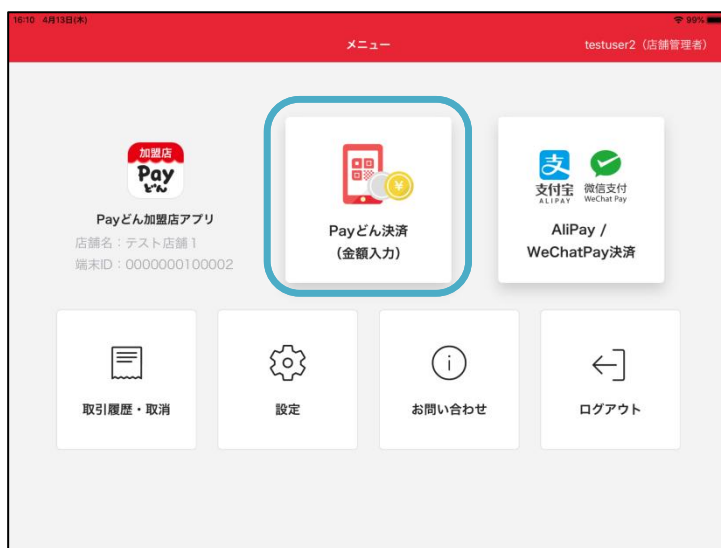 16:10 4月13日(木)
99%
メニュー
testuser2（店舗管理者）
加盟店
Pay
どん
Payどん加盟店アプリ
店舗名：テスト店舗１
端末ID：0000000100002
¥
Payどん決済
（金額入力）
支
支付宝
ALIPAY
微信支付
WeChat Pay
AliPay /
WeChatPay決済
取引履歴・取消
設定
お問い合わせ
ログアウト